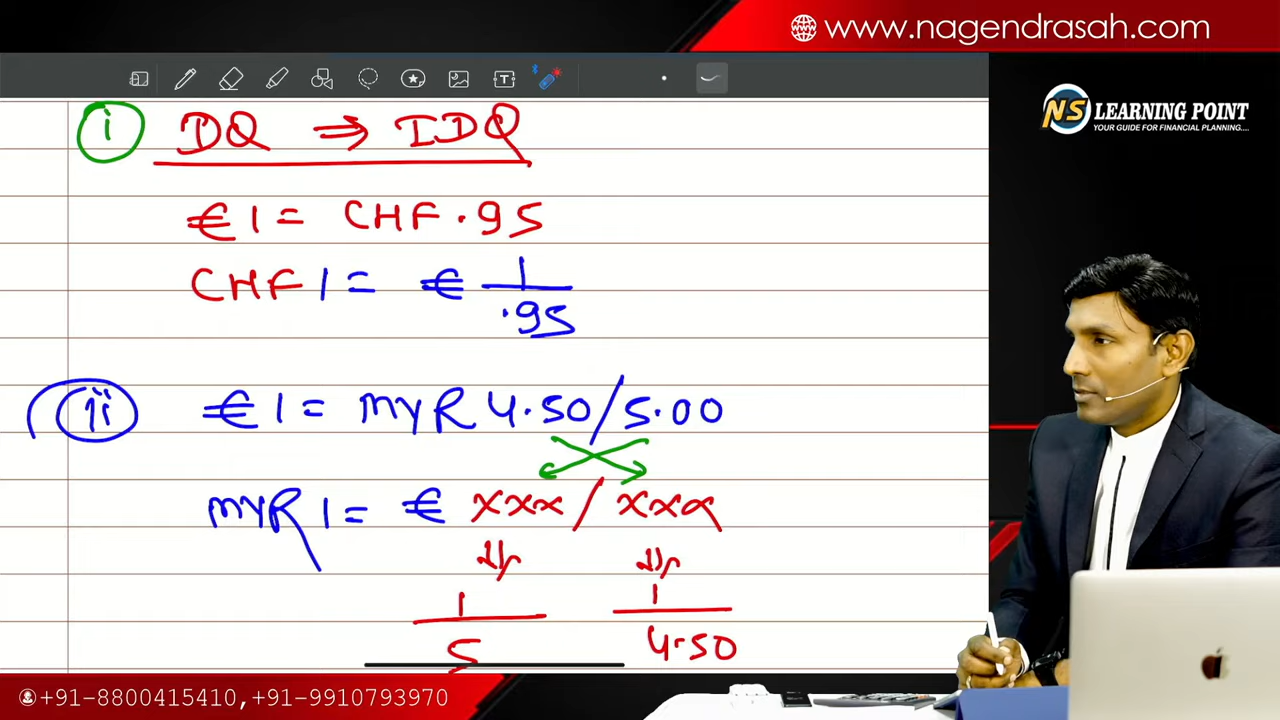 www.nagendrasah.com
NS LEARNING POINT
YOUR GUIDE FOR FINANCIAL PLANNING....
i DQ ⇒ IDQ
€ 1 = CHF .95
CHF 1 = € 1/.95
ii € 1 = MYR 4.50/5.00
MYR 1 = € xxx / xxx
1/5 1/4.50
+91-8800415410,+91-9910793970